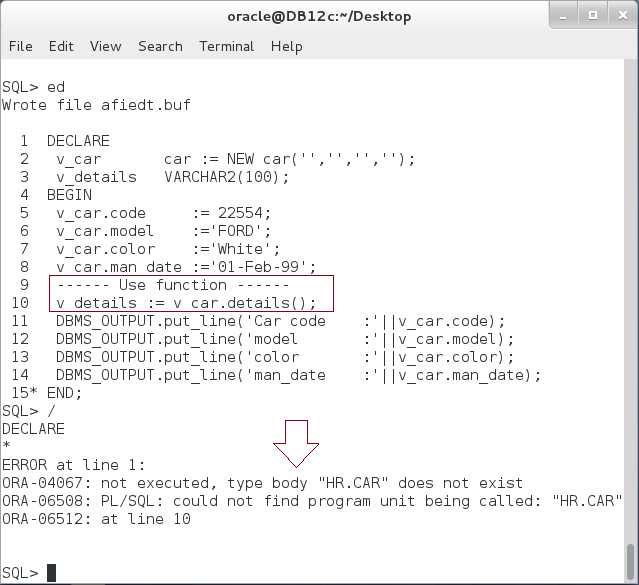 oracle@DB12c:~/Desktop
File Edit View Search Terminal Help
SQL> ed
Wrote file afiedt.buf
1 DECLARE
2 v_car car := NEW car('','','','');
3 v_details VARCHAR2(100);
4 BEGIN
5 v_car.code := 22554;
6 v_car.model :='FORD';
7 v_car.color :='White';
8 v_car.man_date :='01-Feb-99';
9 ------ Use function ------
10 v_details := v_car.details();
11 DBMS_OUTPUT.put_line('Car code :'||v_car.code);
12 DBMS_OUTPUT.put_line('model :'||v_car.model);
13 DBMS_OUTPUT.put_line('color :'||v_car.color);
14 DBMS_OUTPUT.put_line('man_date :'||v_car.man_date);
15* END;
SQL> /
DECLARE
*
ERROR at line 1:
ORA-04067: not executed, type body "HR.CAR" does not exist
ORA-06508: PL/SQL: could not find program unit being called: "HR.CAR"
ORA-06512: at line 10
SQL>